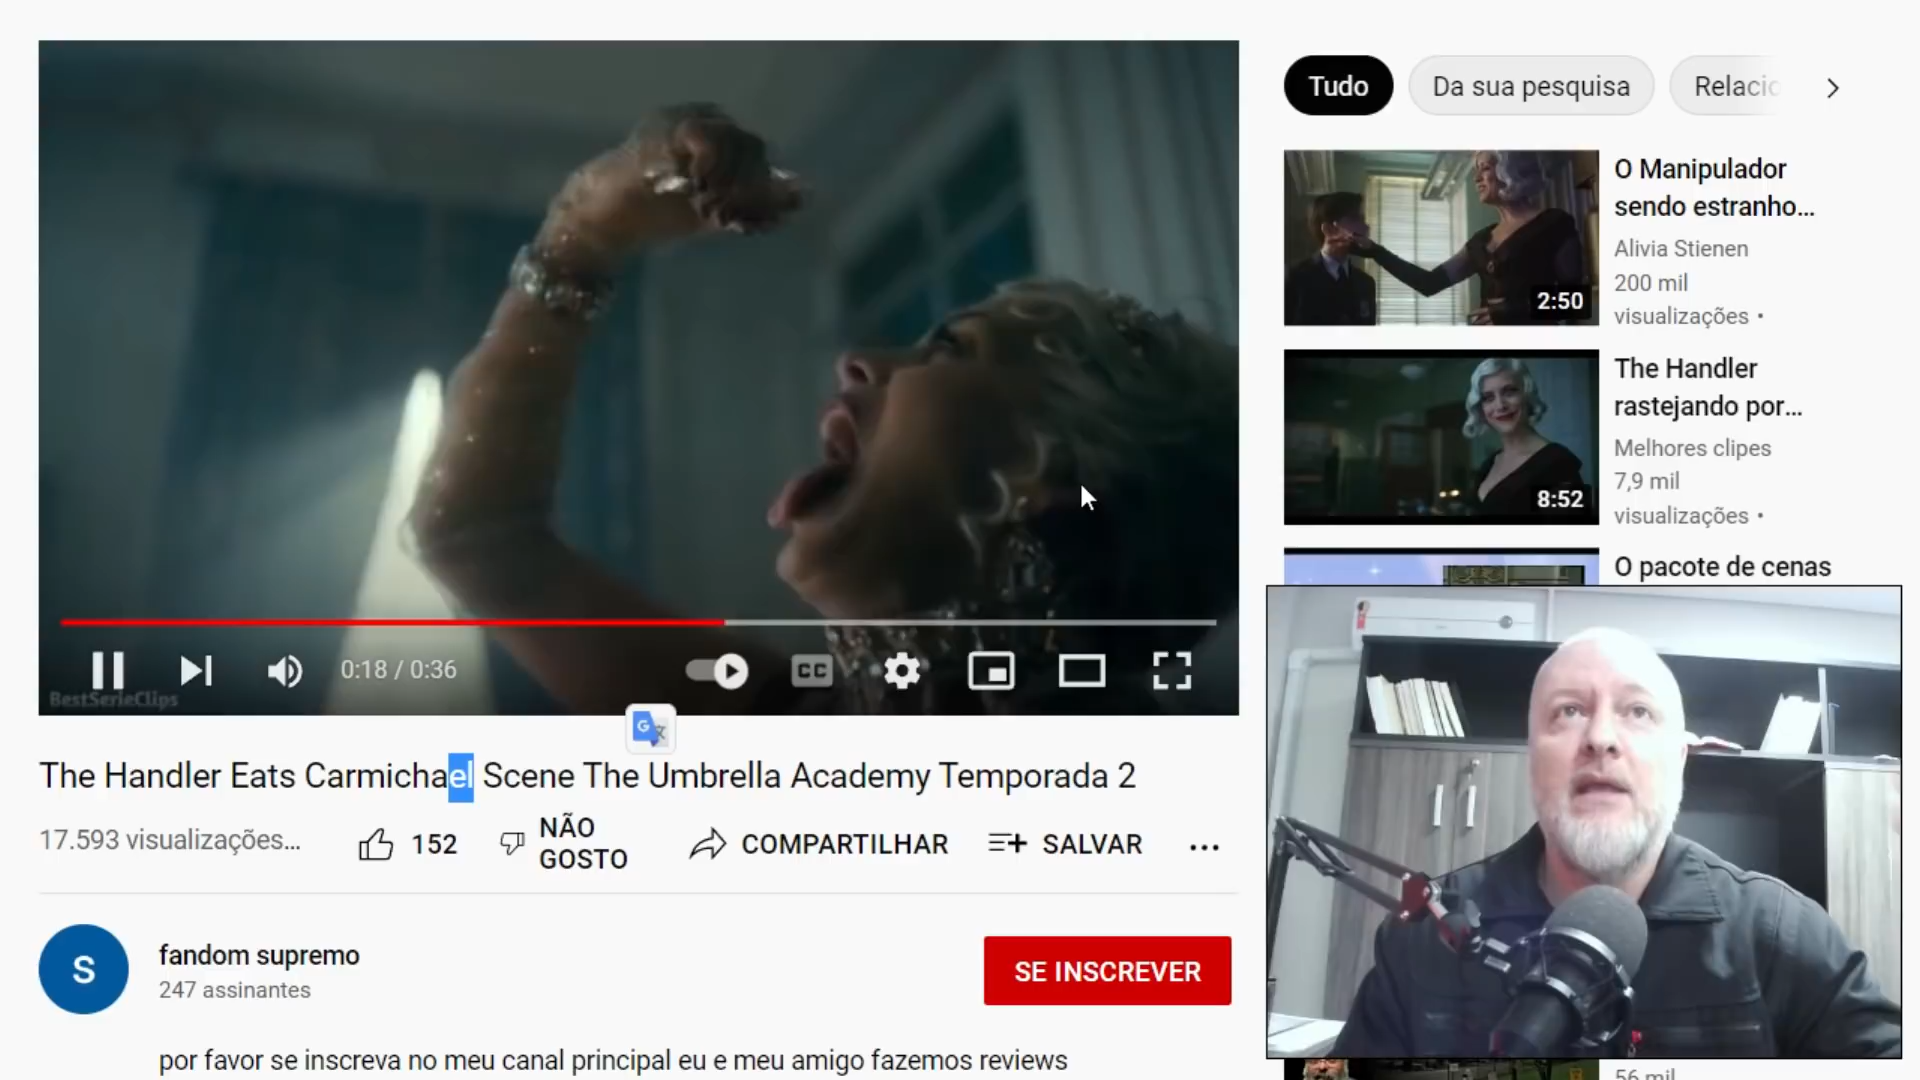 Tudo
Da sua pesquisa
Relacio
O Manipulador
sendo estranho...
Alivia Stienen
200 mil
visualizações •
2:50
The Handler
rastejando por...
Melhores clipes
7,9 mil
visualizações •
8:52
O pacote de cenas
0:18 / 0:36
CC
BestSerieClips
G
The Handler Eats Carmichael Scene The Umbrella Academy Temporada 2
17.593 visualizações...
152
NÃO
GOSTO
COMPARTILHAR
SALVAR
S
fandom supremo
247 assinantes
SE INSCREVER
por favor se inscreva no meu canal principal eu e meu amigo fazemos reviews
56 mil